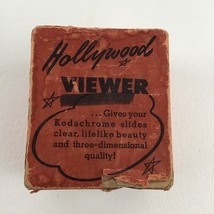 Hollywood
VIEWER
...Gives your
Kodachrome slides
clear, lifelike beauty
and three-dimensional
quality!